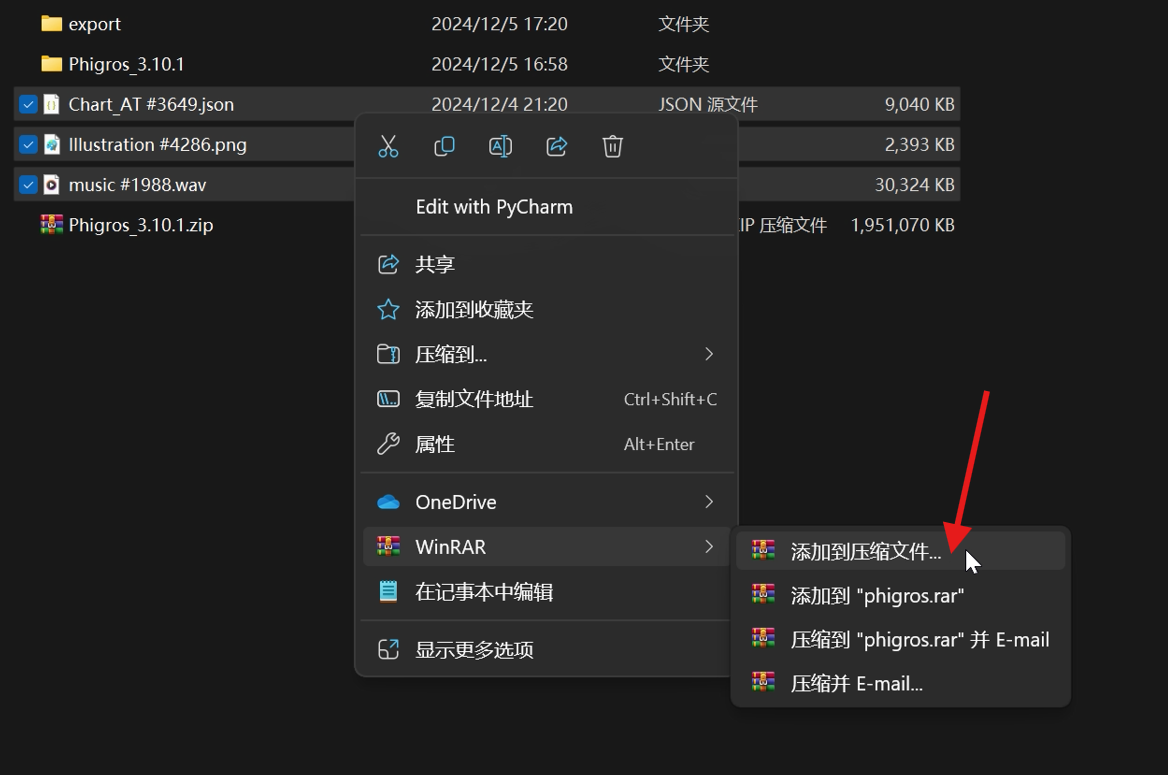 export 2024/12/5 17:20 文件夹
Phigros_3.10.1 2024/12/5 16:58 文件夹
Chart_AT #3649.json 2024/12/4 21:20 JSON 源文件 9,040 KB
Illustration #4286.png 2,393 KB
music #1988.wav 30,324 KB
Phigros_3.10.1.zip IP 压缩文件 1,951,070 KB
Edit with PyCharm
共享
添加到收藏夹
压缩到...
复制文件地址 Ctrl+Shift+C
属性 Alt+Enter
OneDrive
WinRAR
在记事本中编辑
显示更多选项
添加到压缩文件...
添加到 "phigros.rar"
压缩到 "phigros.rar" 并 E-mail
压缩并 E-mail...